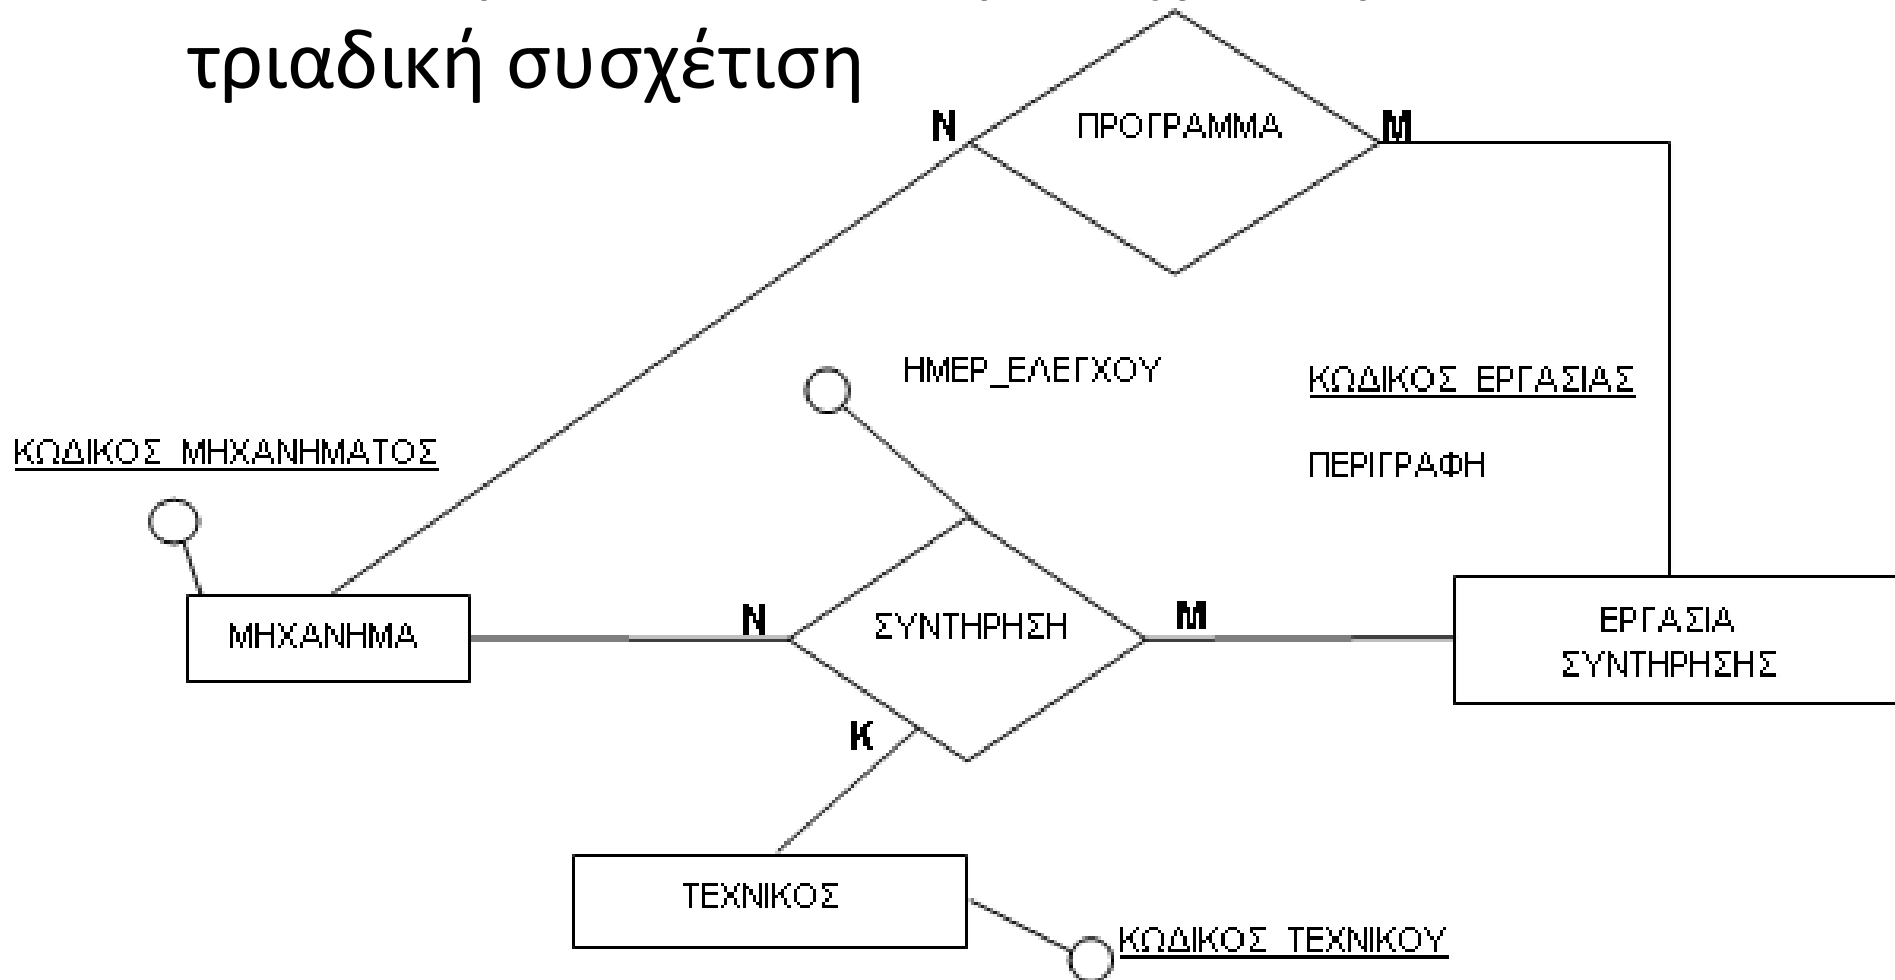 τριαδική συσχέτιση
N
ΠΡΟΓΡΑΜΜΑ
M
ΗΜΕΡ_ΕΛΕΓΧΟΥ
ΚΩΔΙΚΟΣ_ΕΡΓΑΣΙΑΣ
ΚΩΔΙΚΟΣ_ΜΗΧΑΝΗΜΑΤΟΣ
ΠΕΡΙΓΡΑΦΗ
ΜΗΧΑΝΗΜΑ
N
ΣΥΝΤΗΡΗΣΗ
M
ΕΡΓΑΣΙΑ
ΣΥΝΤΗΡΗΣΗΣ
K
ΤΕΧΝΙΚΟΣ
ΚΩΔΙΚΟΣ_ΤΕΧΝΙΚΟΥ